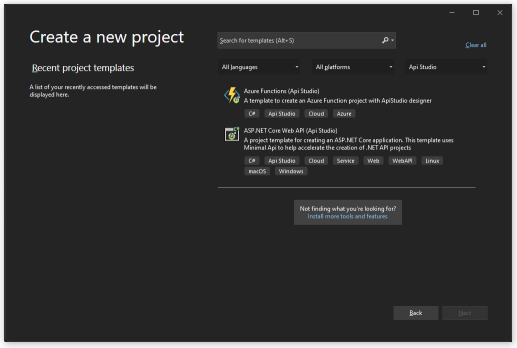 Create a new project
Search for templates (Alt+S)
Clear all
Recent project templates
All languages
All platforms
Api Studio
A list of your recently accessed templates will be
displayed here.
Azure Functions (Api Studio)
A template to create an Azure Function project with ApiStudio designer
C# Api Studio Cloud Azure
ASP.NET Core Web API (Api Studio)
A project template for creating an ASP.NET Core application. This template uses
Minimal Api to help accelerate the creation of .NET API projects
C# Api Studio Cloud Service Web WebAPI Linux
macOS Windows
Not finding what you're looking for?
Install more tools and features
Back
Next